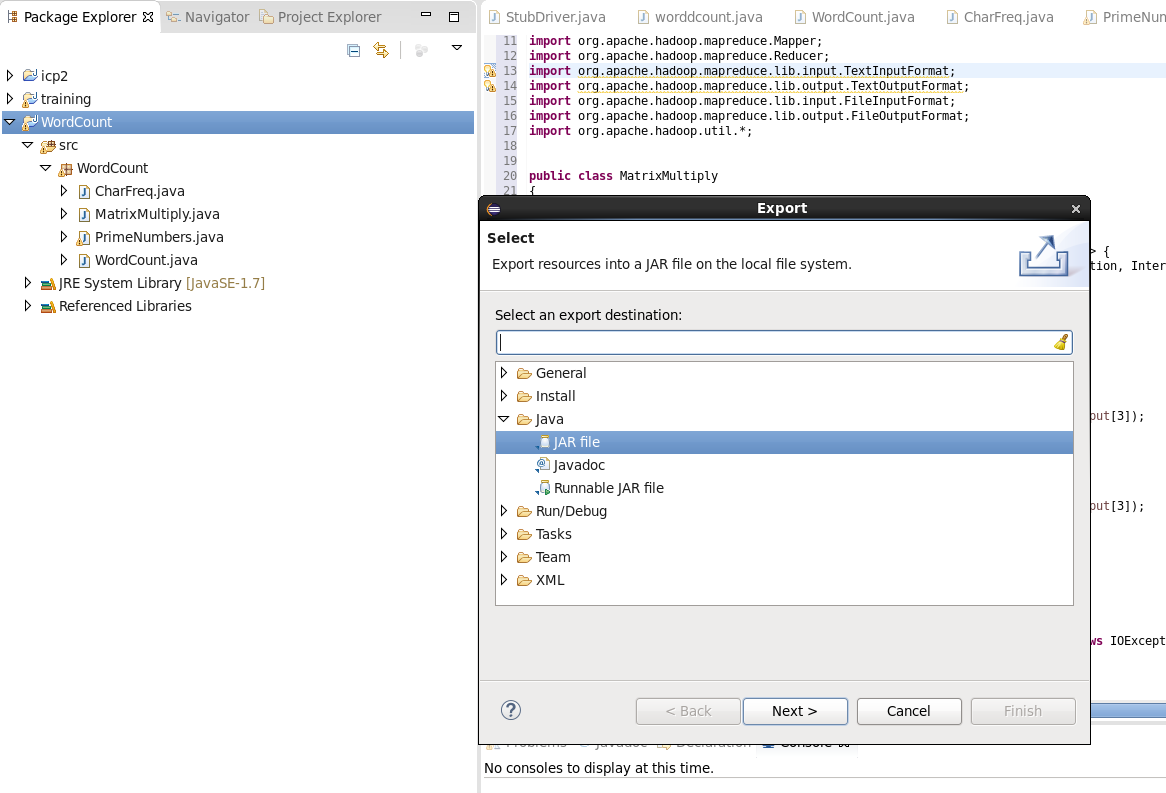 Package Explorer
Navigator
Project Explorer
icp2
training
WordCount
src
WordCount
CharFreq.java
MatrixMultiply.java
PrimeNumbers.java
WordCount.java
JRE System Library [JavaSE-1.7]
Referenced Libraries
StubDriver.java
worddcount.java
WordCount.java
CharFreq.java
PrimeNum
11 import org.apache.hadoop.mapreduce.Mapper;
12 import org.apache.hadoop.mapreduce.Reducer;
13 import org.apache.hadoop.mapreduce.lib.input.TextInputFormat;
14 import org.apache.hadoop.mapreduce.lib.output.TextOutputFormat;
15 import org.apache.hadoop.mapreduce.lib.input.FileInputFormat;
16 import org.apache.hadoop.mapreduce.lib.output.FileOutputFormat;
17 import org.apache.hadoop.util.*;
18
19
20 public class MatrixMultiply
21 {
> {
tion, Inter
put[3]);
put[3]);
ws IOExcept
Export
Select
Export resources into a JAR file on the local file system.
Select an export destination:
General
Install
Java
JAR file
Javadoc
Runnable JAR file
Run/Debug
Tasks
Team
XML
< Back
Next >
Cancel
Finish
Problems
Javadoc
Declaration
Console
No consoles to display at this time.